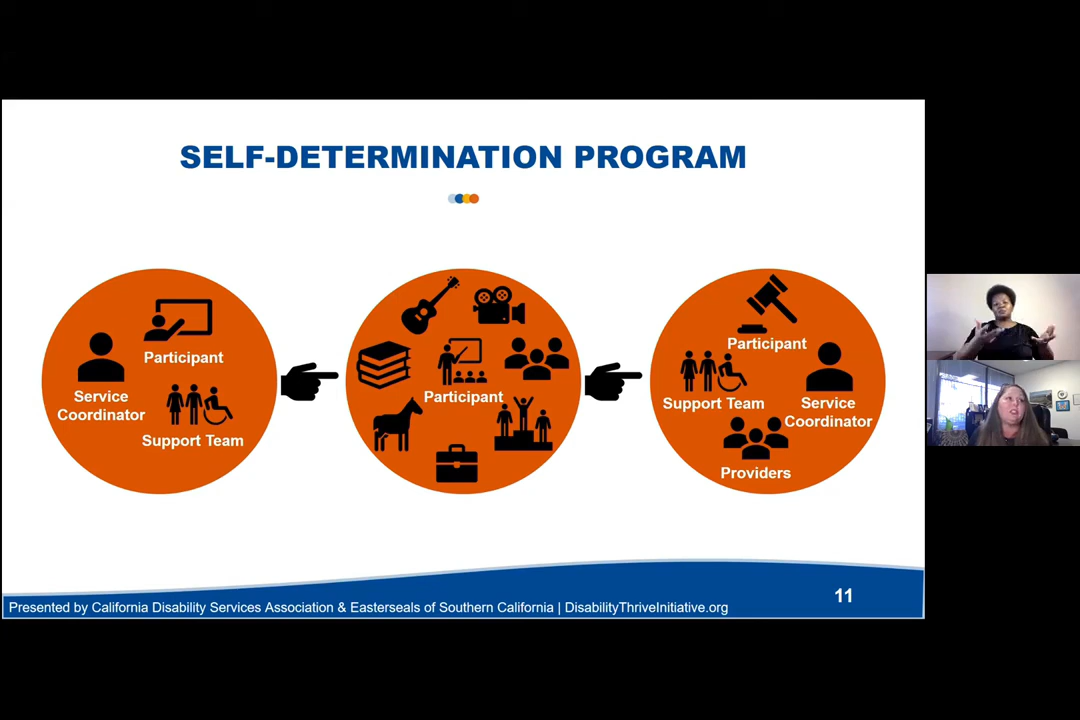 SELF-DETERMINATION PROGRAM
Participant
Service
Coordinator
Support Team
Participant
Participant
Support Team
Service
Coordinator
Providers
Presented by California Disability Services Association & Easterseals of Southern California | DisabilityThriveInitiative.org
11